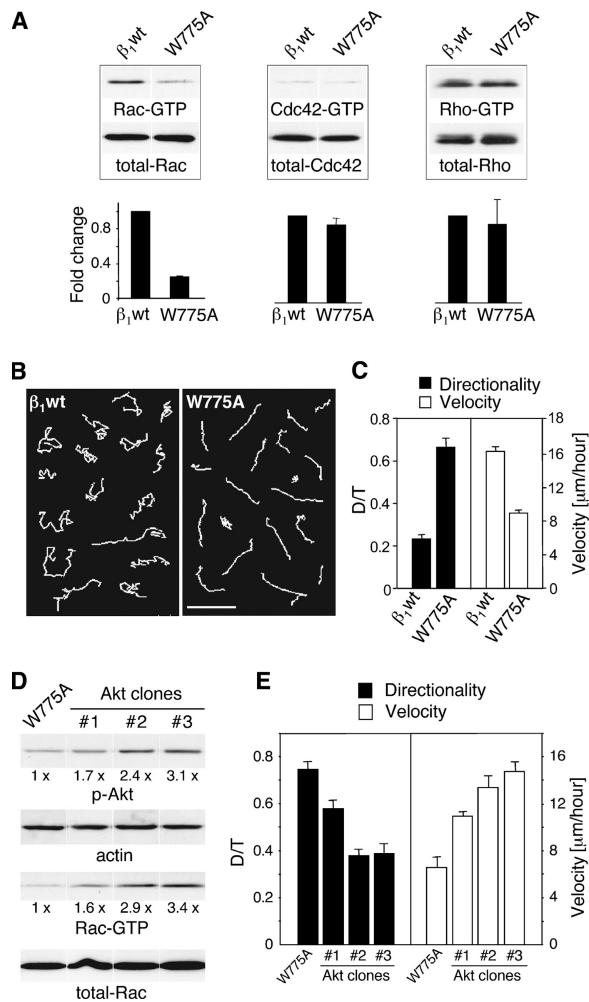 A
β1wt W775A β1wt W775A β1wt W775A
Rac-GTP Cdc42-GTP Rho-GTP
total-Rac total-Cdc42 total-Rho
Fold change
0.8
0.4
0
β1wt W775A β1wt W775A β1wt W775A
B
β1wt W775A
C
Directionality
Velocity
D/T
0.8
0.6
0.4
0.2
0
18
16
12
8
4
0
Velocity [μm/hour]
β1wt W775A β1wt W775A
D
W775A
Akt clones
#1 #2 #3
1 x 1.7 x 2.4 x 3.1 x
p-Akt
actin
1 x 1.6 x 2.9 x 3.4 x
Rac-GTP
total-Rac
E
Directionality
Velocity
D/T
0.8
0.6
0.4
0.2
0
18
16
12
8
4
0
Velocity [μm/hour]
W775A #1 #2 #3 W775A #1 #2 #3
Akt clones Akt clones